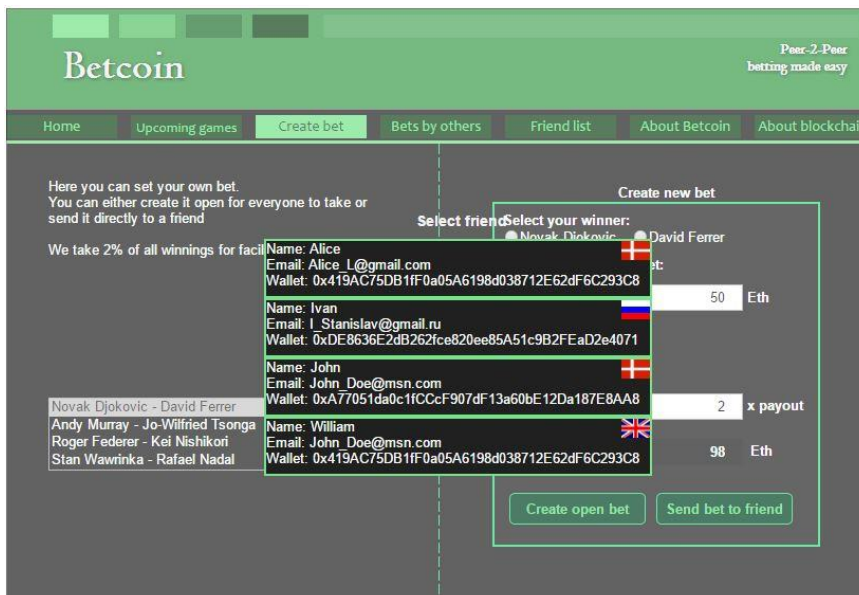 Betcoin
Peer-2-Peer
betting made easy
Home
Upcoming games
Create bet
Bets by others
Friend list
About Betcoin
About blockchai
Here you can set your own bet.
You can either create it open for everyone to take or
send it directly to a friend
We take 2% of all winnings for facil
Create new bet
Select friend
Select your winner:
Novak Djokovic
David Ferrer
et:
Name: Alice
Email: Alice_L@gmail.com
Wallet: 0x419AC75DB1fF0a05A6198d038712E62dF6C293C8
50 Eth
Name: Ivan
Email: I_Stanislav@gmail.ru
Wallet: 0xDE8636E2dB262fce820ee85A51c9B2FEaD2e4071
Name: John
Email: John_Doe@msn.com
Wallet: 0xA77051da0c1fCCcF907dF13a60bE12Da187E8AA8
2 x payout
Name: William
Email: John_Doe@msn.com
Wallet: 0x419AC75DB1fF0a05A6198d038712E62dF6C293C8
98 Eth
Novak Djokovic - David Ferrer
Andy Murray - Jo-Wilfried Tsonga
Roger Federer - Kei Nishikori
Stan Wawrinka - Rafael Nadal
Create open bet
Send bet to friend